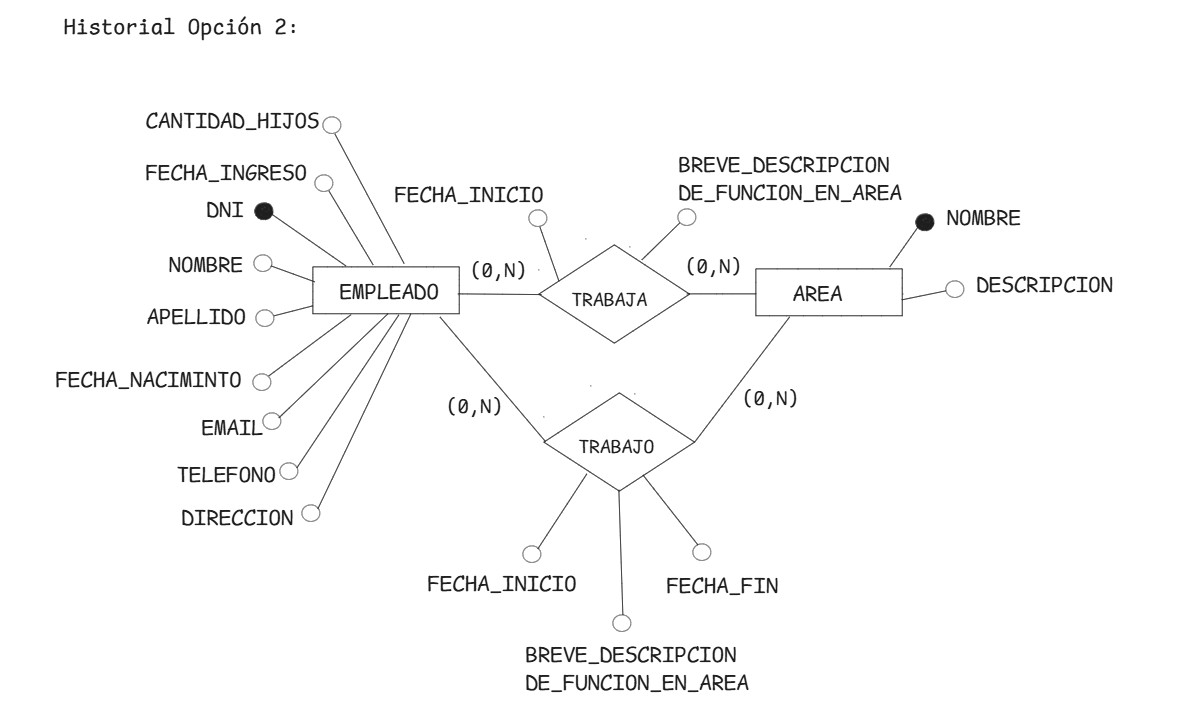 Historial Opción 2:
CANTIDAD_HIJOS
FECHA_INGRESO
DNI
NOMBRE
APELLIDO
FECHA_NACIMINTO
EMAIL
TELEFONO
DIRECCION
EMPLEADO
(0,N)
FECHA_INICIO
BREVE_DESCRIPCION
DE_FUNCION_EN_AREA
TRABAJA
(0,N)
AREA
NOMBRE
DESCRIPCION
(0,N)
TRABAJO
(0,N)
FECHA_INICIO
FECHA_FIN
BREVE_DESCRIPCION
DE_FUNCION_EN_AREA